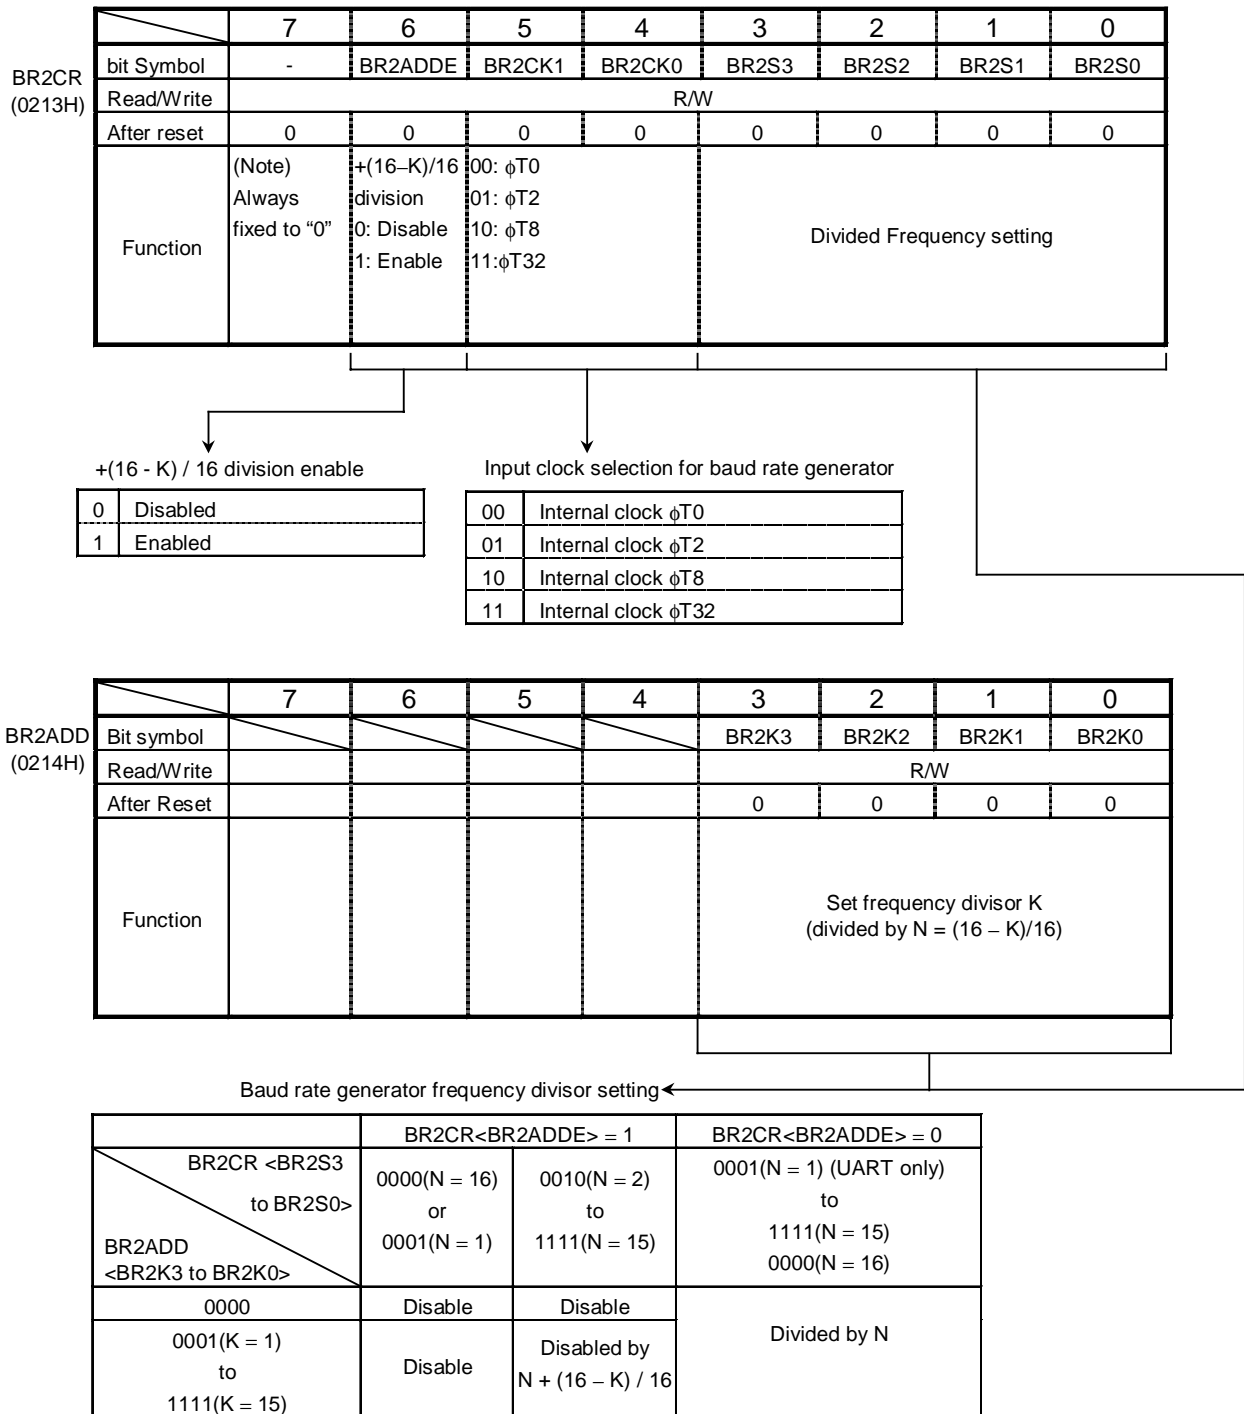 7 6 5 4 3 2 1 0
BR2CR
(0213H)
bit Symbol - BR2ADDE BR2CK1 BR2CK0 BR2S3 BR2S2 BR2S1 BR2S0
Read/Write R/W
After reset 0 0 0 0 0 0 0 0
Function
(Note)
Always
fixed to “0”
+(16–K)/16
division
0: Disable
1: Enable
00: ϕT0
01: ϕT2
10: ϕT8
11:ϕT32
Divided Frequency setting
+(16 - K) / 16 division enable
0 Disabled
1 Enabled
Input clock selection for baud rate generator
00 Internal clock ϕT0
01 Internal clock ϕT2
10 Internal clock ϕT8
11 Internal clock ϕT32
7 6 5 4 3 2 1 0
BR2ADD
(0214H)
Bit symbol BR2K3 BR2K2 BR2K1 BR2K0
Read/Write R/W
After Reset 0 0 0 0
Function
Set frequency divisor K
(divided by N = (16 – K)/16)
Baud rate generator frequency divisor setting
BR2CR<BR2ADDE> = 1 BR2CR<BR2ADDE> = 0
BR2CR <BR2S3
to BR2S0>
BR2ADD
<BR2K3 to BR2K0>
0000(N = 16)
or
0001(N = 1)
0010(N = 2)
to
1111(N = 15)
0001(N = 1) (UART only)
to
1111(N = 15)
0000(N = 16)
0000 Disable Disable
0001(K = 1)
to
1111(K = 15)
Disable
Disabled by
N + (16 – K) / 16
Divided by N